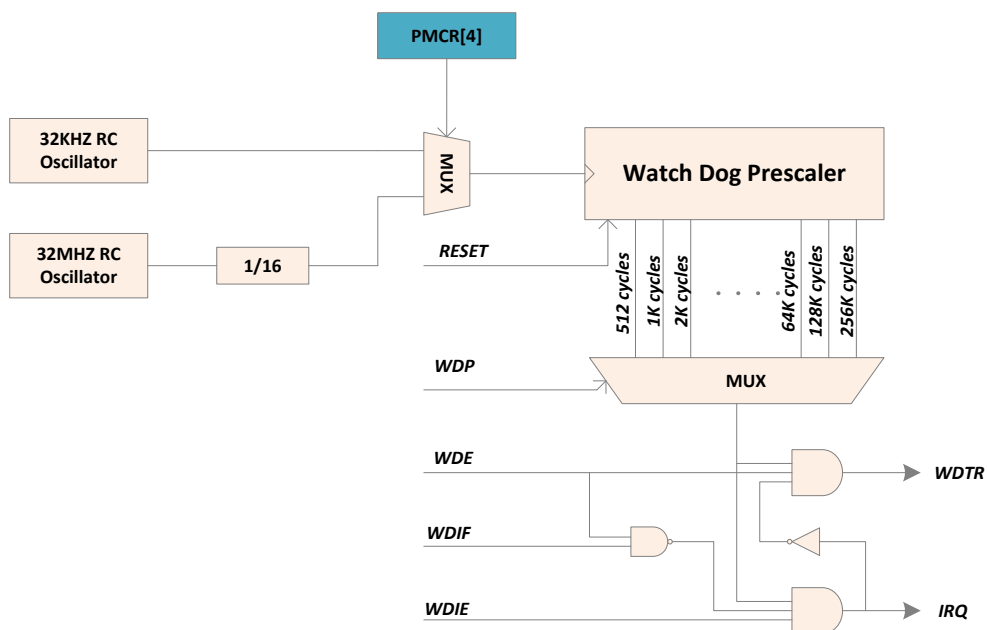 PMCR[4]
32KHZ RC
Oscillator
MUX
Watch Dog Prescaler
32MHZ RC
Oscillator
1/16
RESET
512 cycles
1K cycles
2K cycles
64K cycles
128K cycles
256K cycles
WDP
MUX
WDE
WDTR
WDIF
WDIE
IRQ